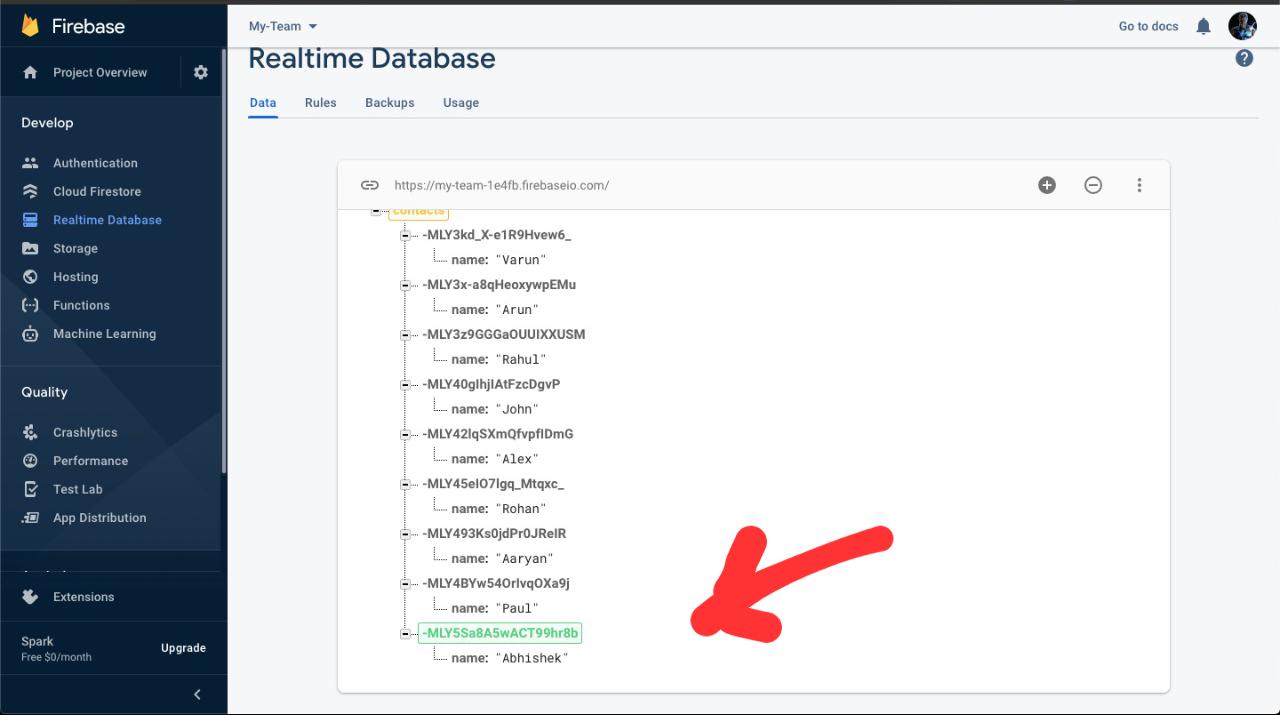 Firebase
My-Team
Go to docs
Project Overview
Realtime Database
Data Rules Backups Usage
Develop
Authentication
Cloud Firestore
Realtime Database
Storage
Hosting
Functions
Machine Learning
Quality
Crashlytics
Performance
Test Lab
App Distribution
Extensions
Spark
Free $0/month
Upgrade
https://my-team-1e4fb.firebaseio.com/
contacts
-MLY3kd_X-e1R9Hvew6_
name: "Varun"
-MLY3x-a8qHeoxywpEMu
name: "Arun"
-MLY3z9GGGaOUUIXXUSM
name: "Rahul"
-MLY40gIhjIAtFzcDgvP
name: "John"
-MLY42lqSXmQfvpflDmG
name: "Alex"
-MLY45elO7lgq_Mtqxc_
name: "Rohan"
-MLY493Ks0jdPr0JRelR
name: "Aaryan"
-MLY4BYw54OrlvqOXa9j
name: "Paul"
-MLY5Sa8A5wACT99hr8b
name: "Abhishek"